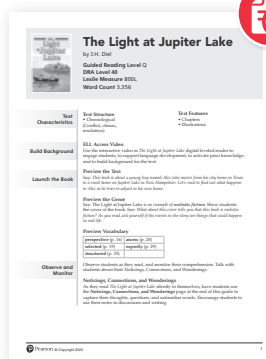 The Light at Jupiter Lake
by J.H. Diel
Guided Reading Level Q
DRA Level 40
Lexile Measure 800L
Word Count 3,356
Text Characteristics
Text Structure
• Chronological
(Conflict, climax,
resolution)
Text Features
• Chapters
• Illustrations
Build Background
ELL Access Video
Use the interactive video in The Light at Jupiter Lake digital leveled reader to
engage students, to support language development, to activate prior knowledge,
and to build background for the text.
Launch the Book
Preview the Text
Say: This book is about a young boy named Alex who moves from his city home in Texas
to a rural home on Jupiter Lake in New Hampshire. Let's read to find out what happens
to Alex as he tries to adjust to his new home.
Preview the Genre
Say: The Light at Jupiter Lake is an example of realistic fiction. Show students
the cover of the book. Say: What about this cover tells you that this book is realistic
fiction? As you read, ask yourself if the events in the story are things that could happen
in real life.
Preview Vocabulary
perspective (p. 16) access (p. 28)
selected (p. 19) expertly (p. 29)
structured (p. 25)
Observe and Monitor
Observe students as they read, and monitor their comprehension. Talk with
students about their Noticings, Connections, and Wonderings.
Noticings, Connections, and Wonderings
As they read The Light at Jupiter Lake silently to themselves, have students use
the Noticings, Connections, and Wonderings page at the end of this guide to
capture their thoughts, questions, and unfamiliar words. Encourage students to
use their notes in discussion and writing.
Pearson © Copyright 2020
1